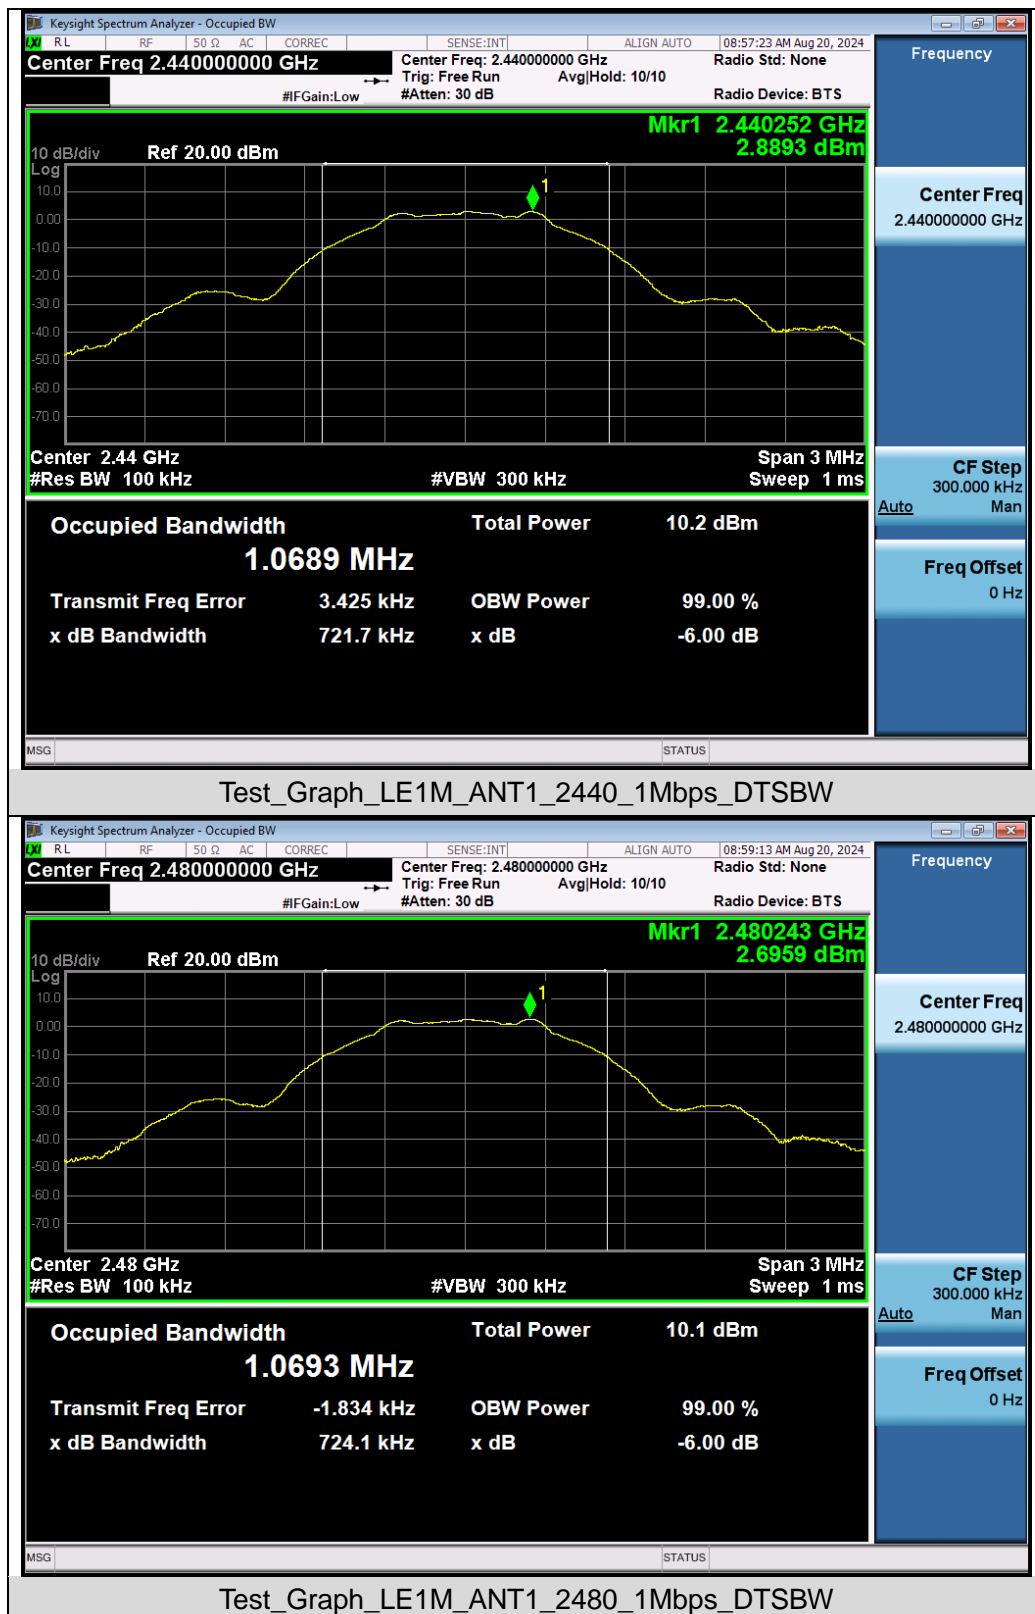 Keysight Spectrum Analyzer - Occupied BW
LXI RL RF 50 Ω AC CORREC SENSE:INT ALIGN AUTO 08:57:23 AM Aug 20, 2024
Center Freq 2.440000000 GHz
Center Freq: 2.440000000 GHz
Radio Std: None
Trig: Free Run Avg|Hold: 10/10
#IFGain:Low #Atten: 30 dB Radio Device: BTS
Mkr1 2.440252 GHz
2.8893 dBm
10 dB/div Ref 20.00 dBm
Log
1
10.0
0.00
-10.0
-20.0
-30.0
-40.0
-50.0
-60.0
-70.0
Center 2.44 GHz Span 3 MHz
#Res BW 100 kHz #VBW 300 kHz Sweep 1 ms
Occupied Bandwidth Total Power 10.2 dBm
1.0689 MHz
Transmit Freq Error 3.425 kHz OBW Power 99.00 %
x dB Bandwidth 721.7 kHz x dB -6.00 dB
MSG STATUS
Frequency
Center Freq
2.440000000 GHz
CF Step
300.000 kHz
Auto Man
Freq Offset
0 Hz
Test_Graph_LE1M_ANT1_2440_1Mbps_DTSBW
Keysight Spectrum Analyzer - Occupied BW
LXI RL RF 50 Ω AC CORREC SENSE:INT ALIGN AUTO 08:59:13 AM Aug 20, 2024
Center Freq 2.480000000 GHz
Center Freq: 2.480000000 GHz
Radio Std: None
Trig: Free Run Avg|Hold: 10/10
#IFGain:Low #Atten: 30 dB Radio Device: BTS
Mkr1 2.480243 GHz
2.6959 dBm
10 dB/div Ref 20.00 dBm
Log
1
10.0
0.00
-10.0
-20.0
-30.0
-40.0
-50.0
-60.0
-70.0
Center 2.48 GHz Span 3 MHz
#Res BW 100 kHz #VBW 300 kHz Sweep 1 ms
Occupied Bandwidth Total Power 10.1 dBm
1.0693 MHz
Transmit Freq Error -1.834 kHz OBW Power 99.00 %
x dB Bandwidth 724.1 kHz x dB -6.00 dB
MSG STATUS
Frequency
Center Freq
2.480000000 GHz
CF Step
300.000 kHz
Auto Man
Freq Offset
0 Hz
Test_Graph_LE1M_ANT1_2480_1Mbps_DTSBW